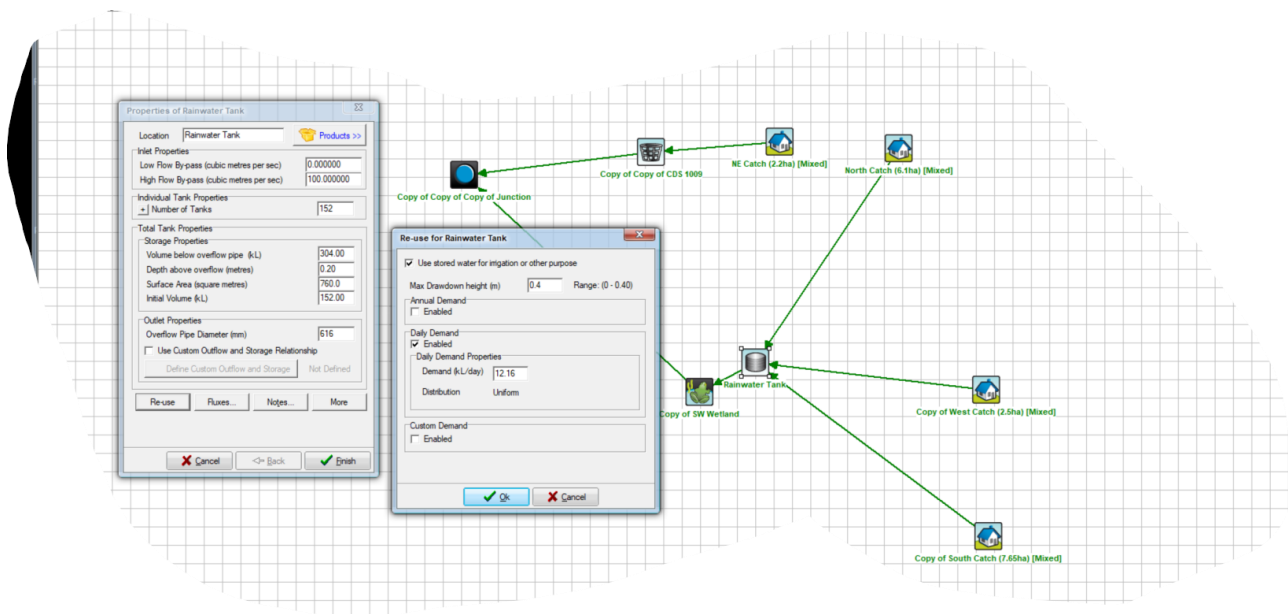 Properties of Rainwater Tank
Location Rainwater Tank Products >>
Inlet Properties
Low Flow By-pass (cubic metres per sec) 0.000000
High Flow By-pass (cubic metres per sec) 100.000000
Individual Tank Properties
+ Number of Tanks 152
Total Tank Properties
Storage Properties
Volume below overflow pipe (kL) 304.00
Depth above overflow (metres) 0.20
Surface Area (square metres) 760.0
Initial Volume (kL) 152.00
Outlet Properties
Overflow Pipe Diameter (mm) 616
Use Custom Outflow and Storage Relationship
Define Custom Outflow and Storage Not Defined
Re-use Fluxes... Notes... More
Cancel Back Finish
Re-use for Rainwater Tank
Use stored water for irrigation or other purpose
Max Drawdown height (m) 0.4 Range: (0 - 0.40)
Annual Demand
Enabled
Daily Demand
Enabled
Daily Demand Properties
Demand (kL/day) 12.16
Distribution Uniform
Custom Demand
Enabled
Ok Cancel
NE Catch (2.2ha) [Mixed]
North Catch (6.1ha) [Mixed]
Copy of Copy of CDS 1009
Copy of Copy of Copy of Junction
Rainwater Tank
Copy of SW Wetland
Copy of West Catch (2.5ha) [Mixed]
Copy of South Catch (7.65ha) [Mixed]